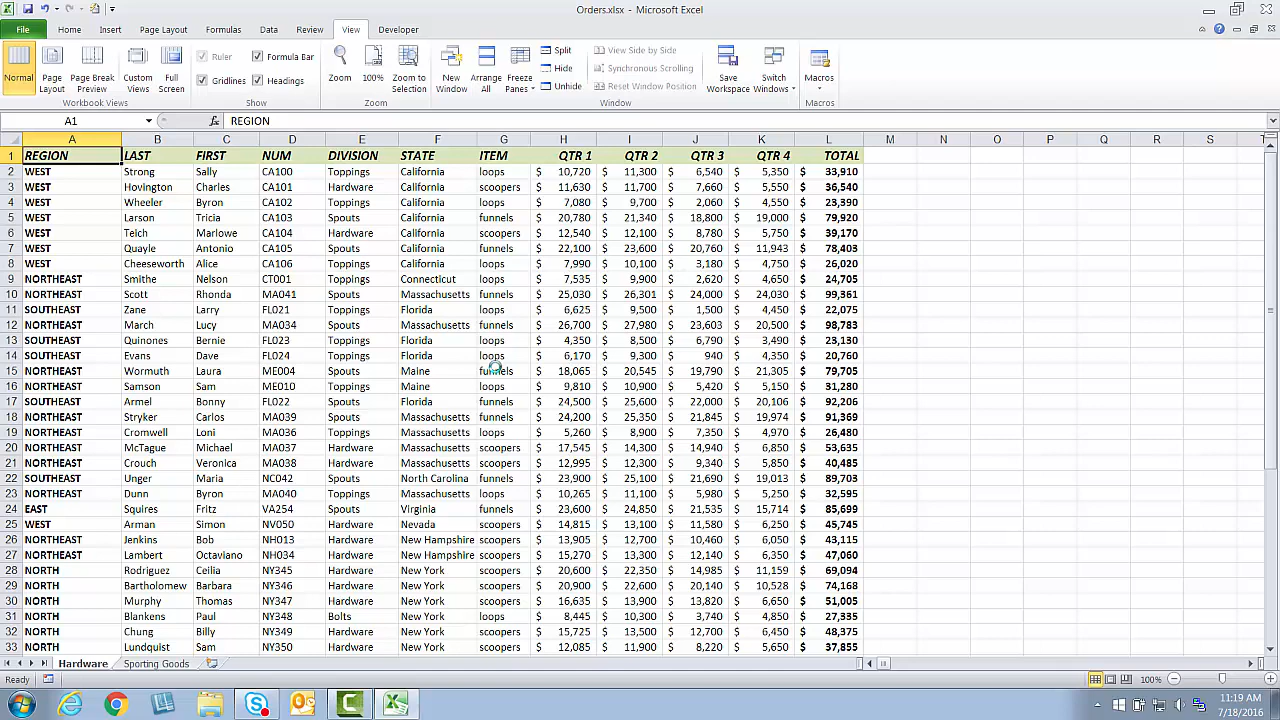 Orders.xlsx - Microsoft Excel
File Home Insert Page Layout Formulas Data Review View Developer
Normal Page Layout Page Break Preview Custom Views Full Screen
Workbook Views
Ruler Formula Bar
Gridlines Headings
Show
Zoom 100% Zoom to Selection
Zoom
New Window Arrange All Freeze Panes
Split
Hide
Unhide
View Side by Side
Synchronous Scrolling
Reset Window Position
Window
Save Workspace Switch Windows
Macros
Macros
A1 fx REGION
A B C D E F G H I J K L M N O P Q R S T
1 REGION LAST FIRST NUM DIVISION STATE ITEM QTR 1 QTR 2 QTR 3 QTR 4 TOTAL
2 WEST Strong Sally CA100 Toppings California loops $ 10,720 $ 11,300 $ 6,540 $ 5,350 $ 33,910
3 WEST Hovington Charles CA101 Hardware California scoopers $ 11,630 $ 11,700 $ 7,660 $ 5,550 $ 36,540
4 WEST Wheeler Byron CA102 Toppings California loops $ 7,080 $ 9,700 $ 2,060 $ 4,550 $ 23,390
5 WEST Larson Tricia CA103 Spouts California funnels $ 20,780 $ 21,340 $ 18,800 $ 19,000 $ 79,920
6 WEST Teich Marlowe CA104 Hardware California scoopers $ 12,540 $ 12,100 $ 8,780 $ 5,750 $ 39,170
7 WEST Quayle Antonio CA105 Spouts California funnels $ 22,100 $ 23,600 $ 20,760 $ 11,943 $ 78,403
8 WEST Cheeseworth Alice CA106 Toppings California loops $ 7,990 $ 10,100 $ 3,180 $ 4,750 $ 26,020
9 NORTHEAST Smithe Nelson CT001 Toppings Connecticut loops $ 7,535 $ 9,900 $ 2,620 $ 4,650 $ 24,705
10 NORTHEAST Scott Rhonda MA041 Spouts Massachusetts funnels $ 25,030 $ 26,301 $ 24,000 $ 24,030 $ 99,361
11 SOUTHEAST Zane Larry FL021 Toppings Florida loops $ 6,625 $ 9,500 $ 1,500 $ 4,450 $ 22,075
12 NORTHEAST March Lucy MA034 Spouts Massachusetts funnels $ 26,700 $ 27,980 $ 23,603 $ 20,500 $ 98,783
13 SOUTHEAST Quinones Bernie FL023 Toppings Florida loops $ 4,350 $ 8,500 $ 6,790 $ 3,490 $ 23,130
14 SOUTHEAST Evans Dave FL024 Toppings Florida loops $ 6,170 $ 9,300 $ 940 $ 4,350 $ 20,760
15 NORTHEAST Wormuth Laura ME004 Spouts Maine funnels $ 18,065 $ 20,545 $ 19,790 $ 21,305 $ 79,705
16 NORTHEAST Samson Sam ME010 Toppings Maine loops $ 9,810 $ 10,900 $ 5,420 $ 5,150 $ 31,280
17 SOUTHEAST Armel Bonny FL022 Spouts Florida funnels $ 24,500 $ 25,600 $ 22,000 $ 20,106 $ 92,206
18 NORTHEAST Stryker Carlos MA039 Spouts Massachusetts funnels $ 24,200 $ 25,350 $ 21,845 $ 19,974 $ 91,369
19 NORTHEAST Cromwell Loni MA036 Toppings Massachusetts loops $ 5,260 $ 8,900 $ 7,350 $ 4,970 $ 26,480
20 NORTHEAST McTague Michael MA037 Hardware Massachusetts scoopers $ 17,545 $ 14,300 $ 14,940 $ 6,850 $ 53,635
21 NORTHEAST Crouch Veronica MA038 Hardware Massachusetts scoopers $ 12,995 $ 12,300 $ 9,340 $ 5,850 $ 40,485
22 SOUTHEAST Unger Maria NC042 Spouts North Carolina funnels $ 23,900 $ 25,100 $ 21,690 $ 19,013 $ 89,703
23 NORTHEAST Dunn Byron MA040 Toppings Massachusetts loops $ 10,265 $ 11,100 $ 5,980 $ 5,250 $ 32,595
24 EAST Squires Fritz VA254 Spouts Virginia funnels $ 23,600 $ 24,850 $ 21,535 $ 15,714 $ 85,699
25 WEST Arman Simon NV050 Hardware Nevada scoopers $ 14,815 $ 13,100 $ 11,580 $ 6,250 $ 45,745
26 NORTHEAST Jenkins Bob NH013 Hardware New Hampshire scoopers $ 13,905 $ 12,700 $ 10,460 $ 6,050 $ 43,115
27 NORTHEAST Lambert Octaviano NH034 Hardware New Hampshire scoopers $ 15,270 $ 13,300 $ 12,140 $ 6,350 $ 47,060
28 NORTH Rodriguez Ceilia NY345 Hardware New York scoopers $ 20,600 $ 22,350 $ 14,985 $ 11,159 $ 69,094
29 NORTH Bartholomew Barbara NY346 Hardware New York scoopers $ 20,900 $ 22,600 $ 20,140 $ 10,528 $ 74,168
30 NORTH Murphy Thomas NY347 Hardware New York scoopers $ 16,635 $ 13,900 $ 13,820 $ 6,650 $ 51,005
31 NORTH Blankens Paul NY348 Bolts New York loops $ 8,445 $ 10,300 $ 3,740 $ 4,850 $ 27,335
32 NORTH Chung Billy NY349 Hardware New York scoopers $ 15,725 $ 13,500 $ 12,700 $ 6,450 $ 48,375
33 NORTH Lundquist Sam NY350 Hardware New York scoopers $ 12,085 $ 11,900 $ 8,220 $ 5,650 $ 37,855
Hardware Sporting Goods
Ready 100%
11:19 AM
7/18/2016